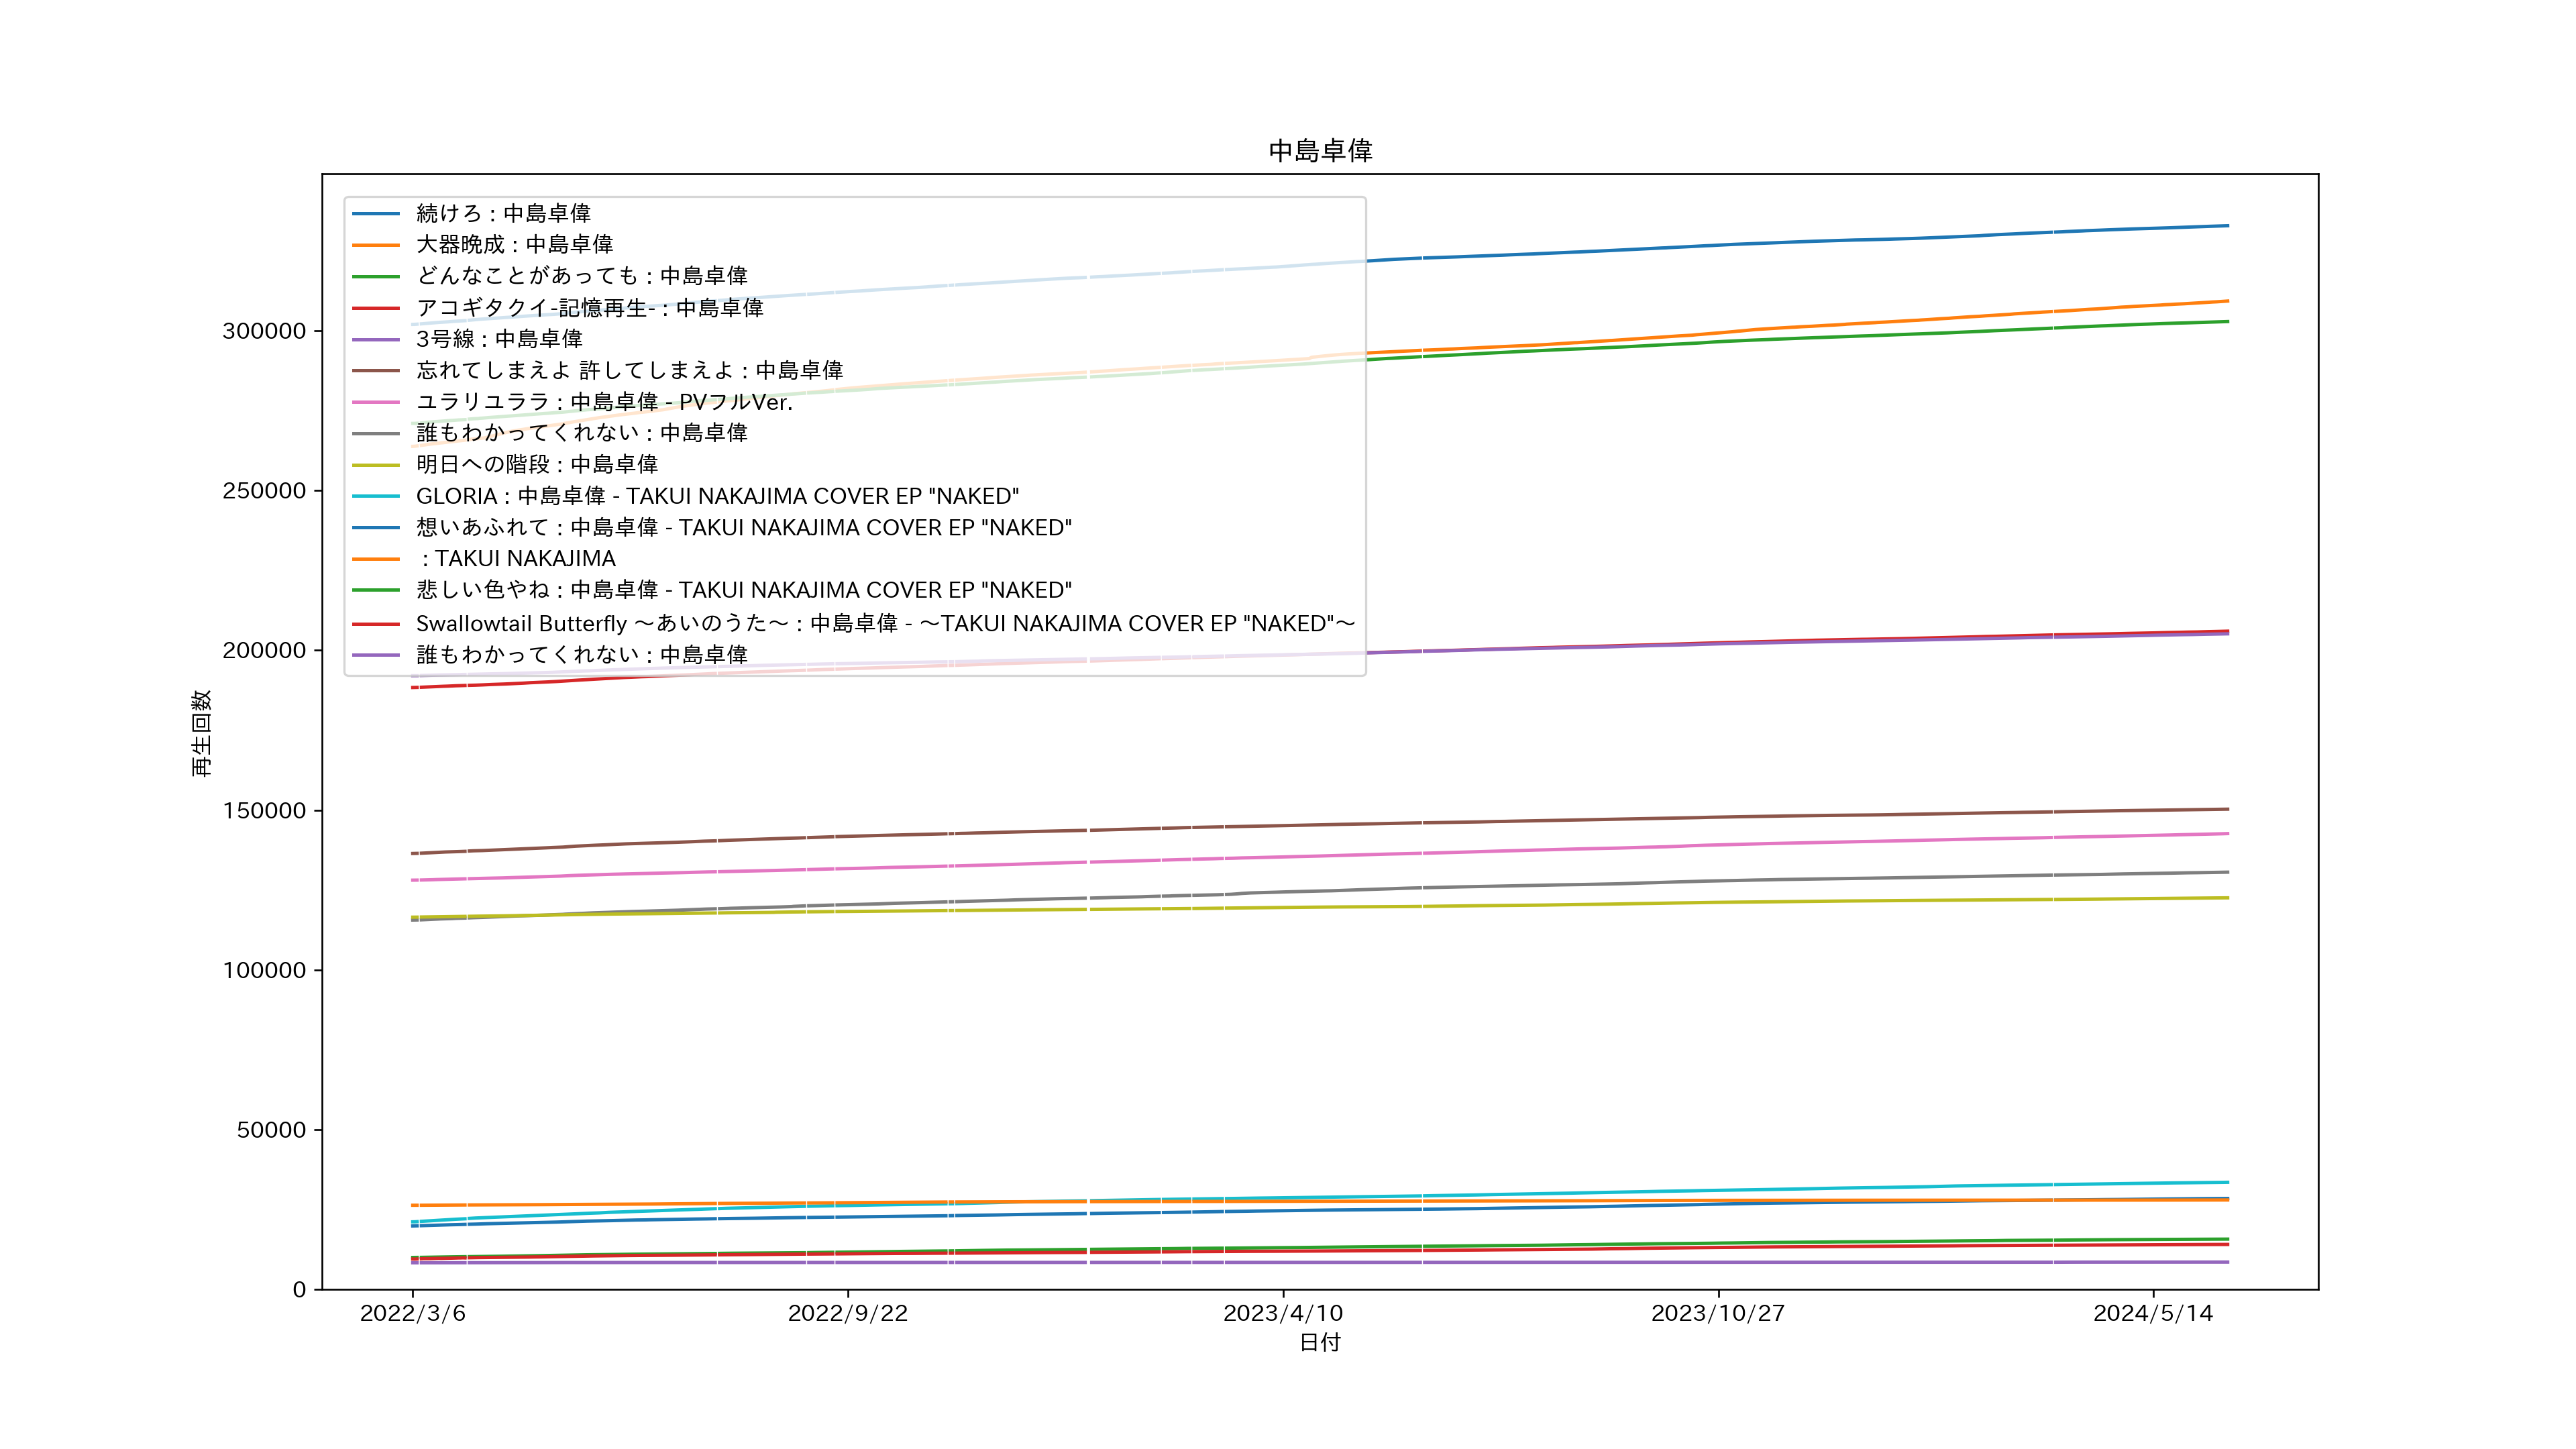 中島卓偉
続けろ : 中島卓偉
大器晩成 : 中島卓偉
どんなことがあっても : 中島卓偉
アコギタクイ-記憶再生- : 中島卓偉
3号線 : 中島卓偉
忘れてしまえよ 許してしまえよ : 中島卓偉
ユラリユララ : 中島卓偉 - PVフルVer.
誰もわかってくれない : 中島卓偉
明日への階段 : 中島卓偉
GLORIA : 中島卓偉 - TAKUI NAKAJIMA COVER EP "NAKED"
想いあふれて : 中島卓偉 - TAKUI NAKAJIMA COVER EP "NAKED"
: TAKUI NAKAJIMA
悲しい色やね : 中島卓偉 - TAKUI NAKAJIMA COVER EP "NAKED"
Swallowtail Butterfly 〜あいのうた〜 : 中島卓偉 - 〜TAKUI NAKAJIMA COVER EP "NAKED"〜
誰もわかってくれない : 中島卓偉
300000
250000
200000
150000
100000
50000
0
再生回数
2022/3/6
2022/9/22
2023/4/10
2023/10/27
2024/5/14
日付